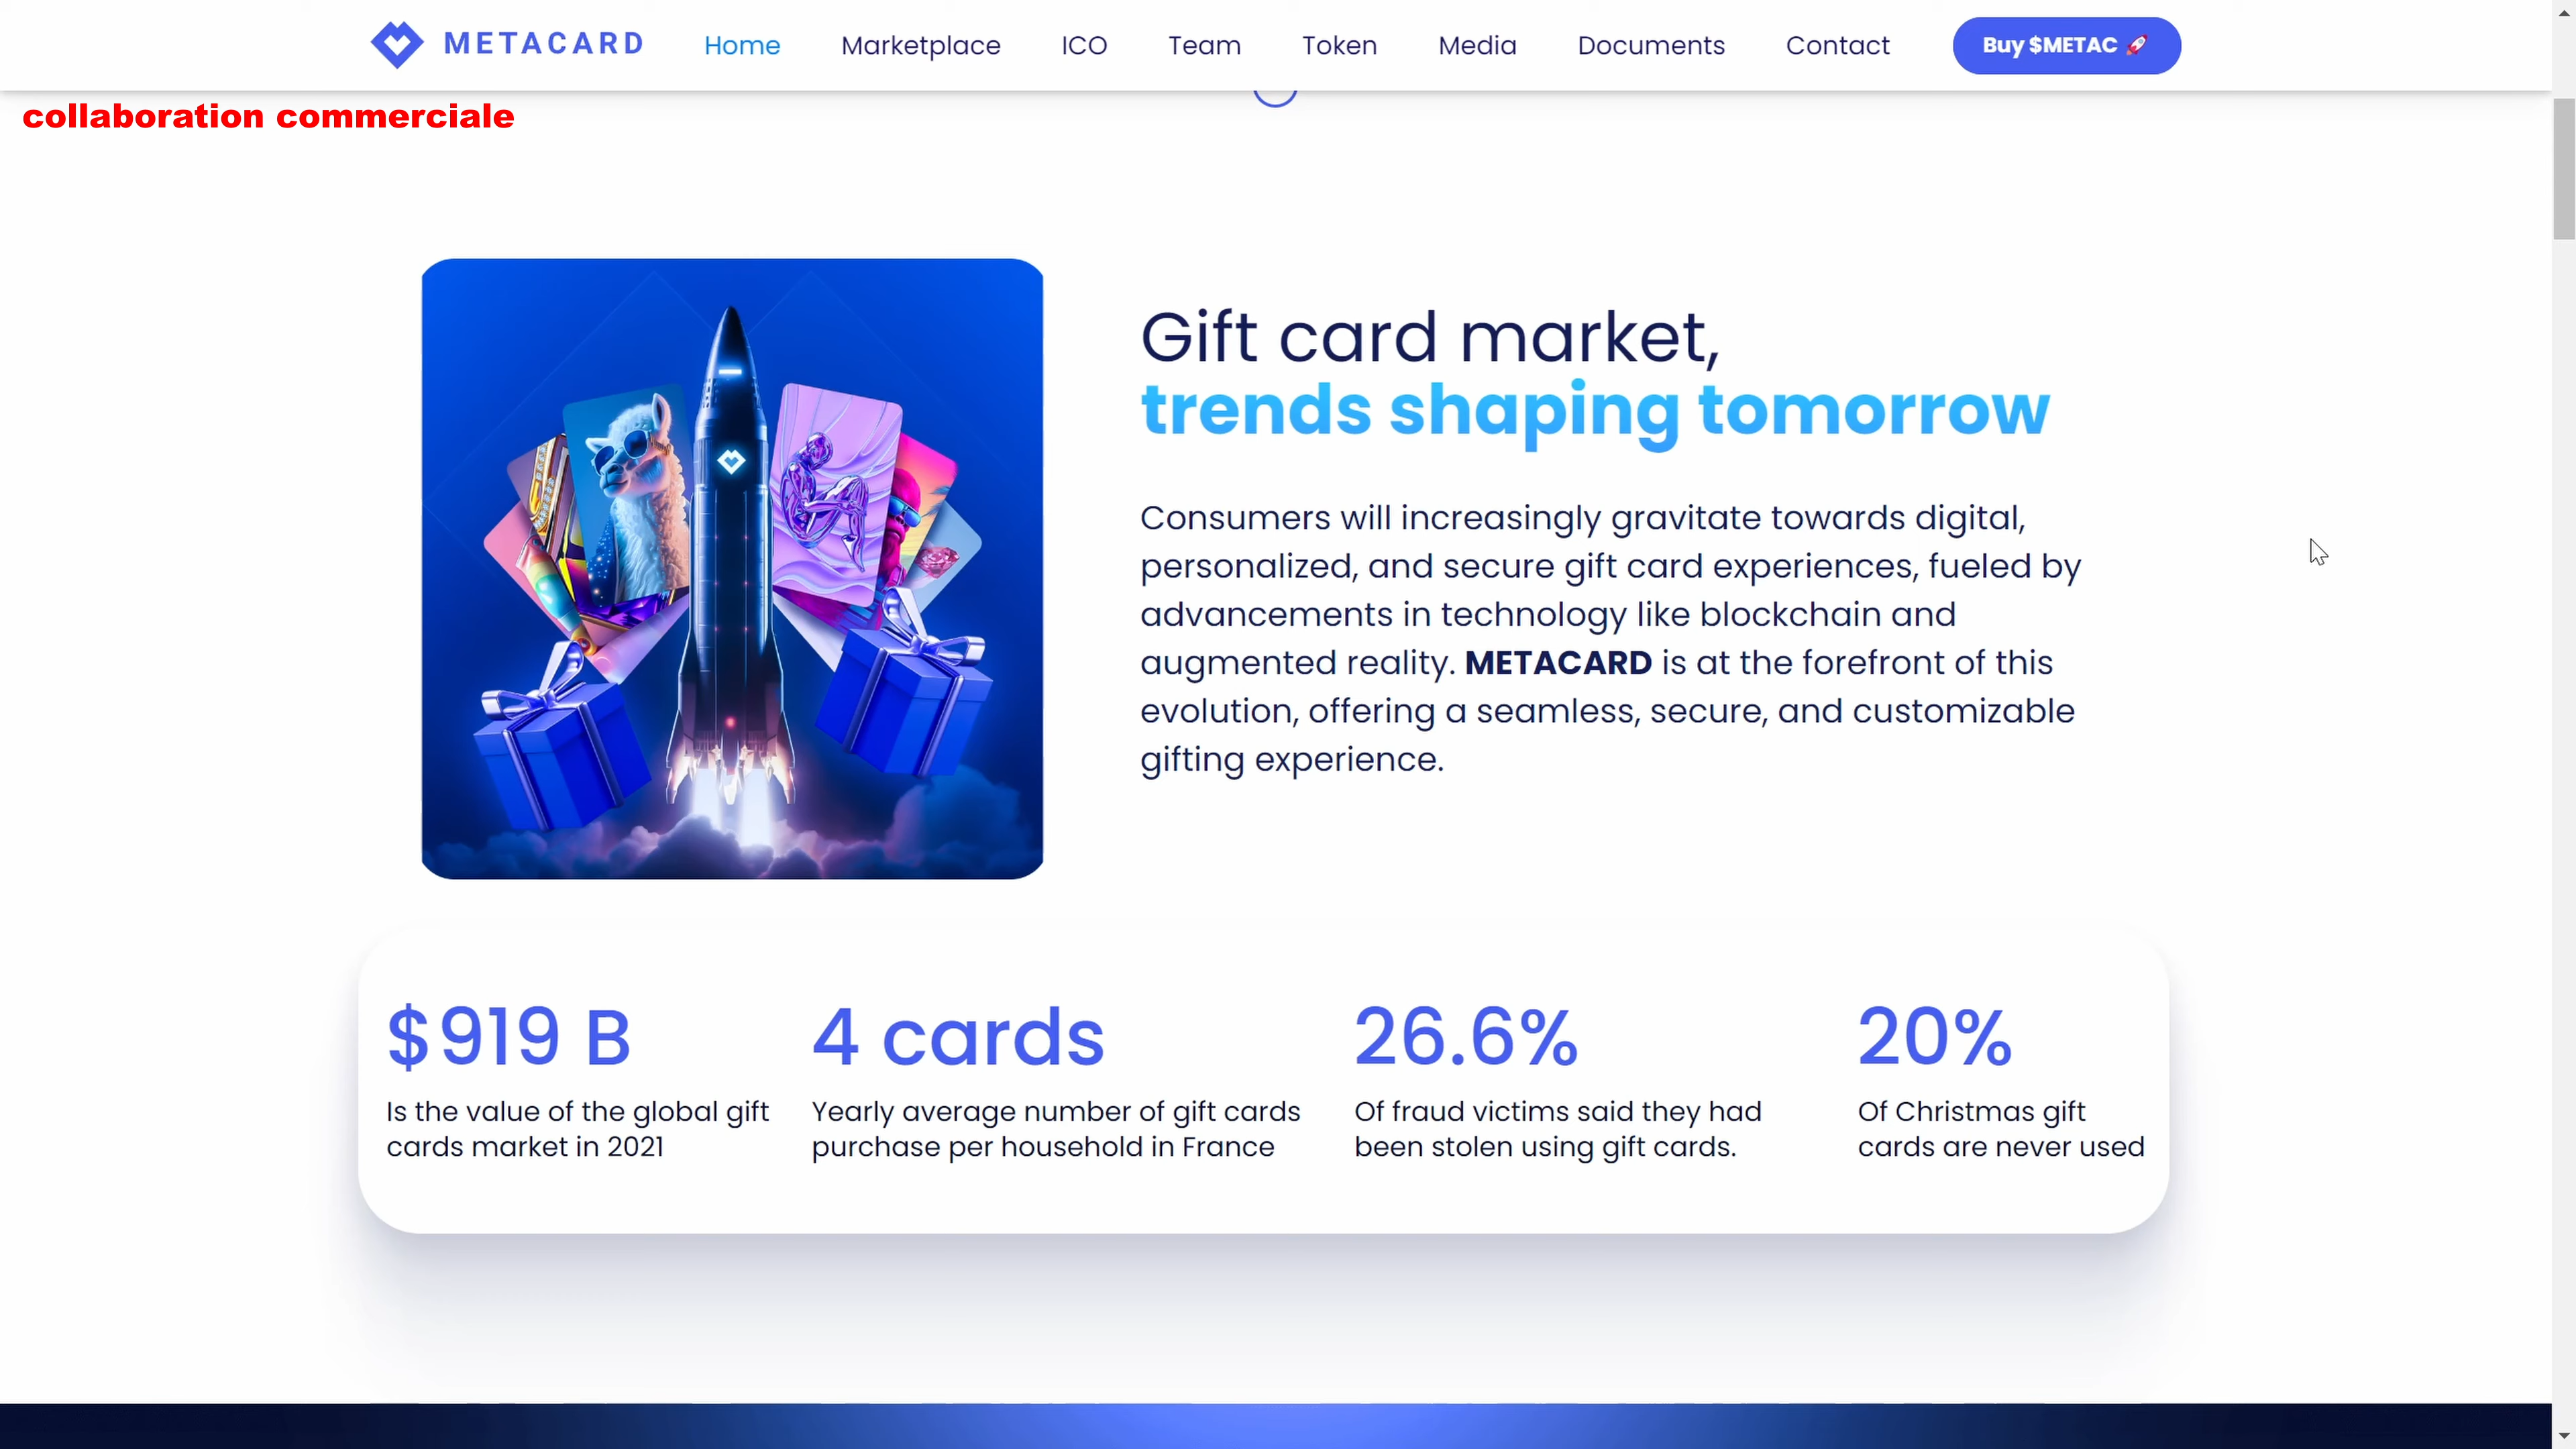 METACARD
Home
Marketplace
ICO
Team
Token
Media
Documents
Contact
Buy $METAC 🚀
collaboration commerciale
Gift card market,
trends shaping tomorrow
Consumers will increasingly gravitate towards digital,
personalized, and secure gift card experiences, fueled by
advancements in technology like blockchain and
augmented reality. METACARD is at the forefront of this
evolution, offering a seamless, secure, and customizable
gifting experience.
$919 B
Is the value of the global gift
cards market in 2021
4 cards
Yearly average number of gift cards
purchase per household in France
26.6%
Of fraud victims said they had
been stolen using gift cards.
20%
Of Christmas gift
cards are never used